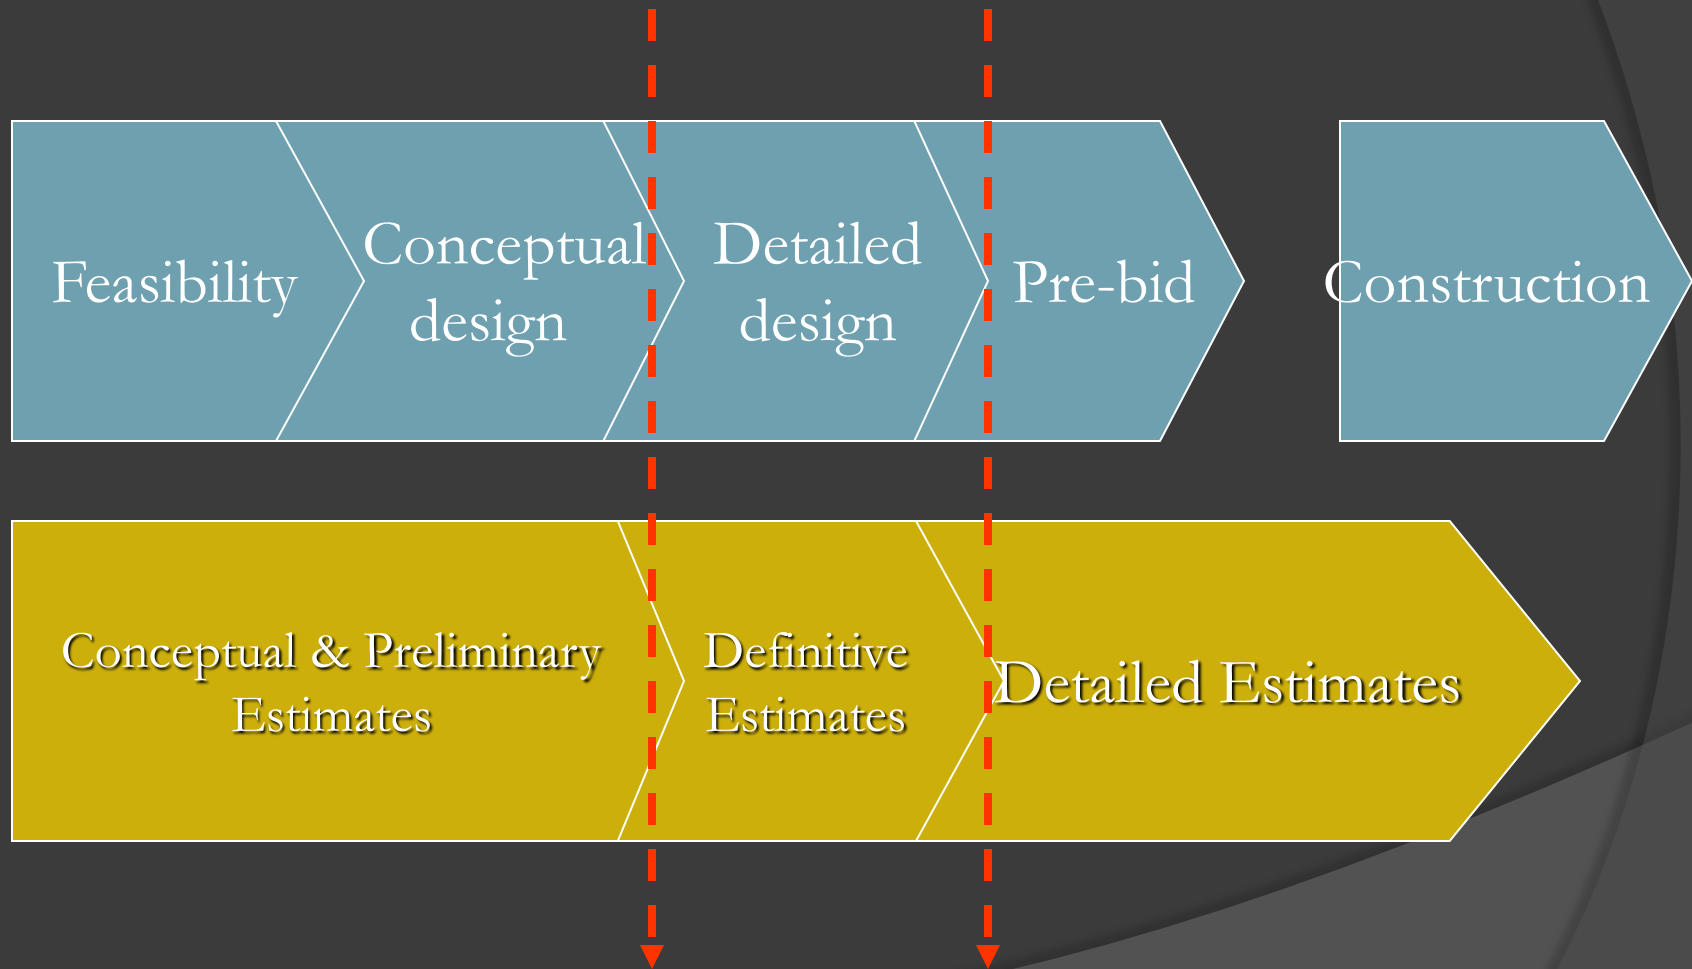 Feasibility
Conceptual
design
Detailed
design
Pre-bid
Construction
Conceptual & Preliminary
Estimates
Definitive
Estimates
Detailed Estimates